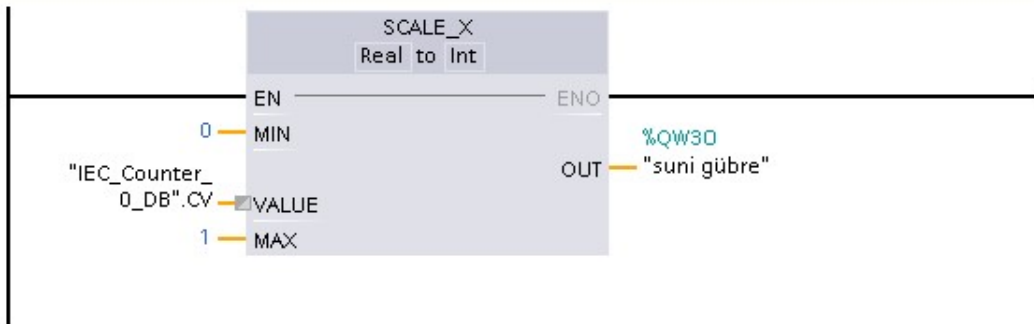 SCALE_X
Real to Int
EN
ENO
0
MIN
%QW30
"IEC_Counter_
OUT
"suni gübre"
0_DB".CV
VALUE
1
MAX